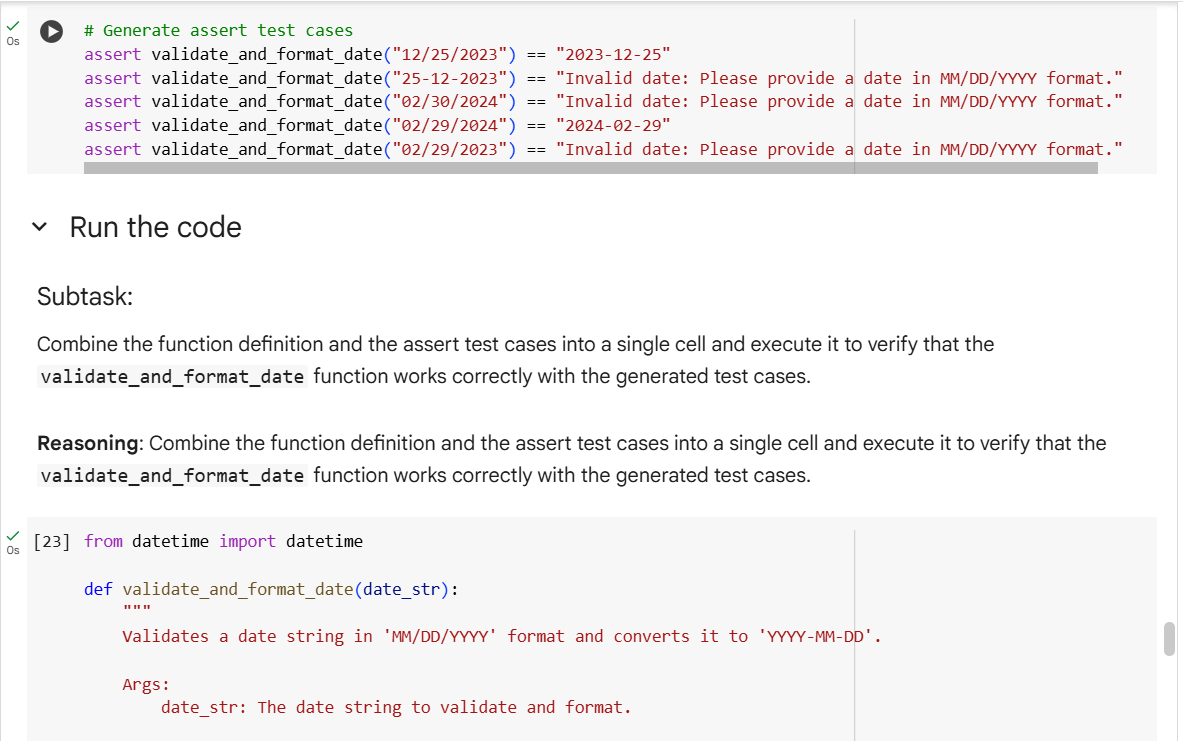 # Generate assert test cases
0s
assert validate_and_format_date("12/25/2023") == "2023-12-25"
assert validate_and_format_date("25-12-2023") == "Invalid date: Please provide a date in MM/DD/YYYY format."
assert validate_and_format_date("02/30/2024") == "Invalid date: Please provide a date in MM/DD/YYYY format."
assert validate_and_format_date("02/29/2024") == "2024-02-29"
assert validate_and_format_date("02/29/2023") == "Invalid date: Please provide a date in MM/DD/YYYY format."
Run the code
Subtask:
Combine the function definition and the assert test cases into a single cell and execute it to verify that the
validate_and_format_date function works correctly with the generated test cases.
Reasoning: Combine the function definition and the assert test cases into a single cell and execute it to verify that the
validate_and_format_date function works correctly with the generated test cases.
[23] from datetime import datetime
0s
def validate_and_format_date(date_str):
"""
Validates a date string in 'MM/DD/YYYY' format and converts it to 'YYYY-MM-DD'.
Args:
date_str: The date string to validate and format.